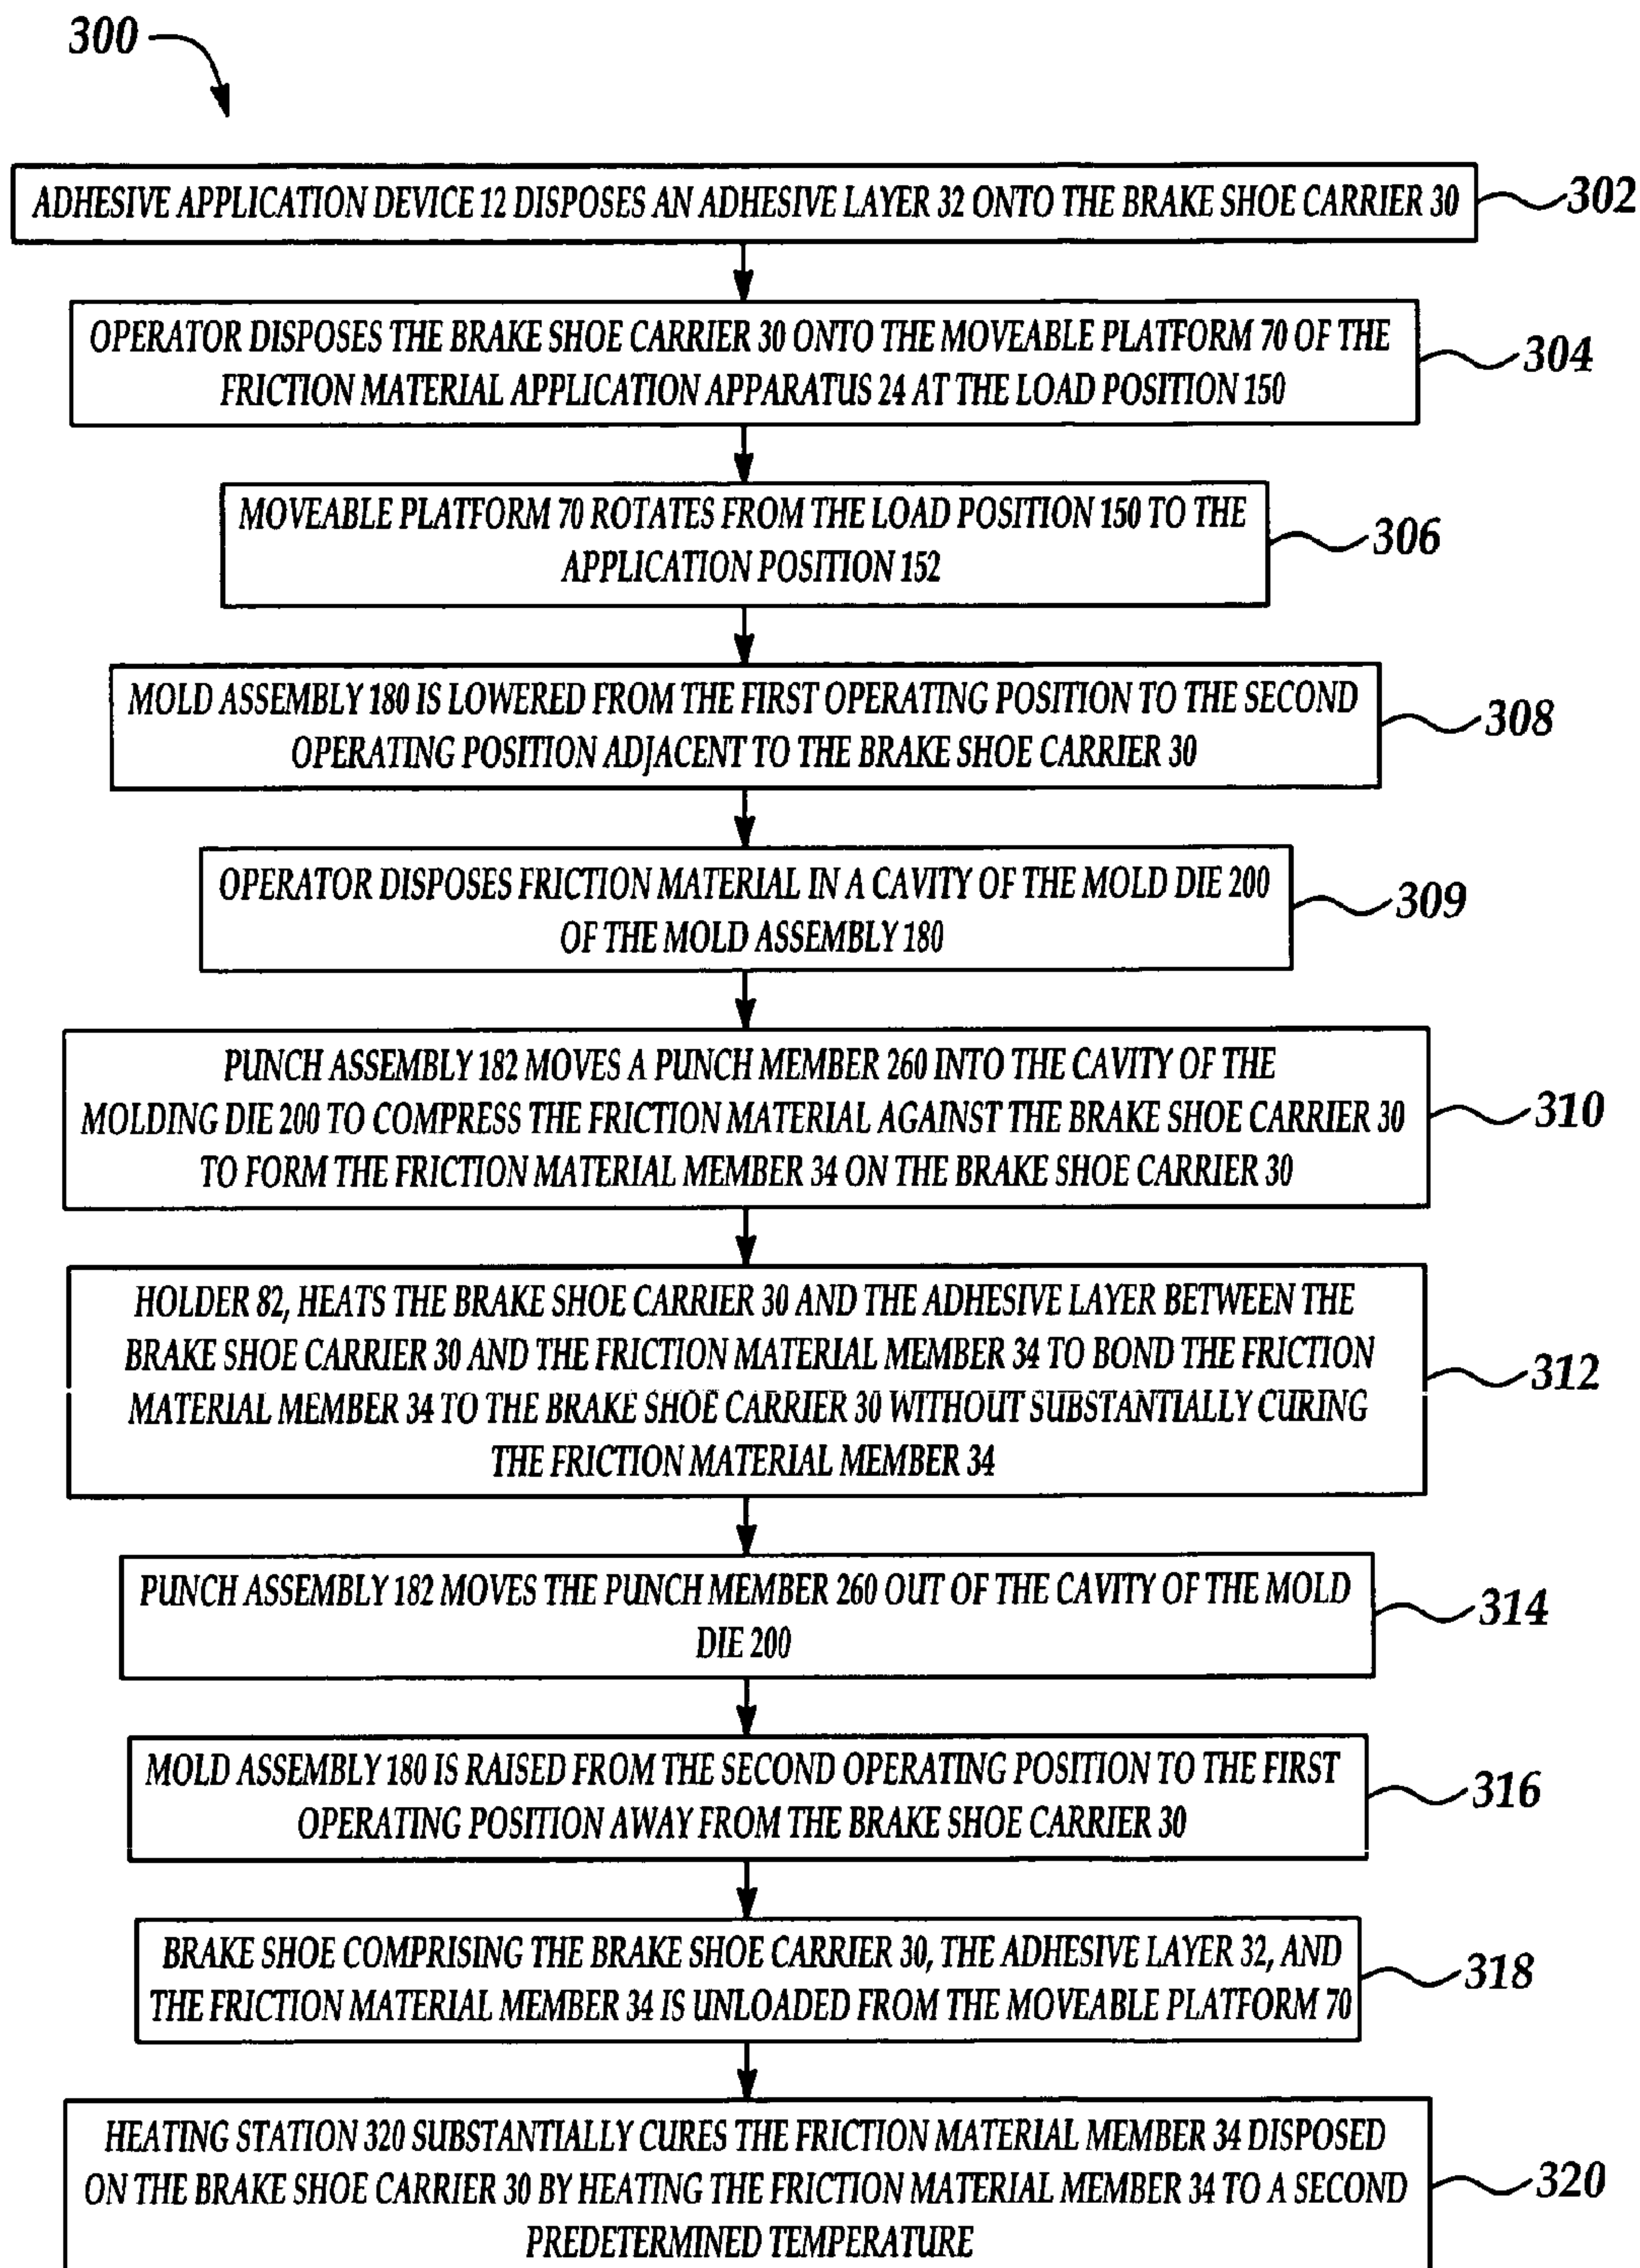 300
ADHESIVE APPLICATION DEVICE 12 DISPOSES AN ADHESIVE LAYER 32 ONTO THE BRAKE SHOE CARRIER 30
302
OPERATOR DISPOSES THE BRAKE SHOE CARRIER 30 ONTO THE MOVEABLE PLATFORM 70 OF THE
FRICTION MATERIAL APPLICATION APPARATUS 24 AT THE LOAD POSITION 150
304
MOVEABLE PLATFORM 70 ROTATES FROM THE LOAD POSITION 150 TO THE
APPLICATION POSITION 152
306
MOLD ASSEMBLY 180 IS LOWERED FROM THE FIRST OPERATING POSITION TO THE SECOND
OPERATING POSITION ADJACENT TO THE BRAKE SHOE CARRIER 30
308
OPERATOR DISPOSES FRICTION MATERIAL IN A CAVITY OF THE MOLD DIE 200
OF THE MOLD ASSEMBLY 180
309
PUNCH ASSEMBLY 182 MOVES A PUNCH MEMBER 260 INTO THE CAVITY OF THE
MOLDING DIE 200 TO COMPRESS THE FRICTION MATERIAL AGAINST THE BRAKE SHOE CARRIER 30
TO FORM THE FRICTION MATERIAL MEMBER 34 ON THE BRAKE SHOE CARRIER 30
310
HOLDER 82, HEATS THE BRAKE SHOE CARRIER 30 AND THE ADHESIVE LAYER BETWEEN THE
BRAKE SHOE CARRIER 30 AND THE FRICTION MATERIAL MEMBER 34 TO BOND THE FRICTION
MATERIAL MEMBER 34 TO THE BRAKE SHOE CARRIER 30 WITHOUT SUBSTANTIALLY CURING
THE FRICTION MATERIAL MEMBER 34
312
PUNCH ASSEMBLY 182 MOVES THE PUNCH MEMBER 260 OUT OF THE CAVITY OF THE MOLD
DIE 200
314
MOLD ASSEMBLY 180 IS RAISED FROM THE SECOND OPERATING POSITION TO THE FIRST
OPERATING POSITION AWAY FROM THE BRAKE SHOE CARRIER 30
316
BRAKE SHOE COMPRISING THE BRAKE SHOE CARRIER 30, THE ADHESIVE LAYER 32, AND
THE FRICTION MATERIAL MEMBER 34 IS UNLOADED FROM THE MOVEABLE PLATFORM 70
318
HEATING STATION 320 SUBSTANTIALLY CURES THE FRICTION MATERIAL MEMBER 34 DISPOSED
ON THE BRAKE SHOE CARRIER 30 BY HEATING THE FRICTION MATERIAL MEMBER 34 TO A SECOND
PREDETERMINED TEMPERATURE
320